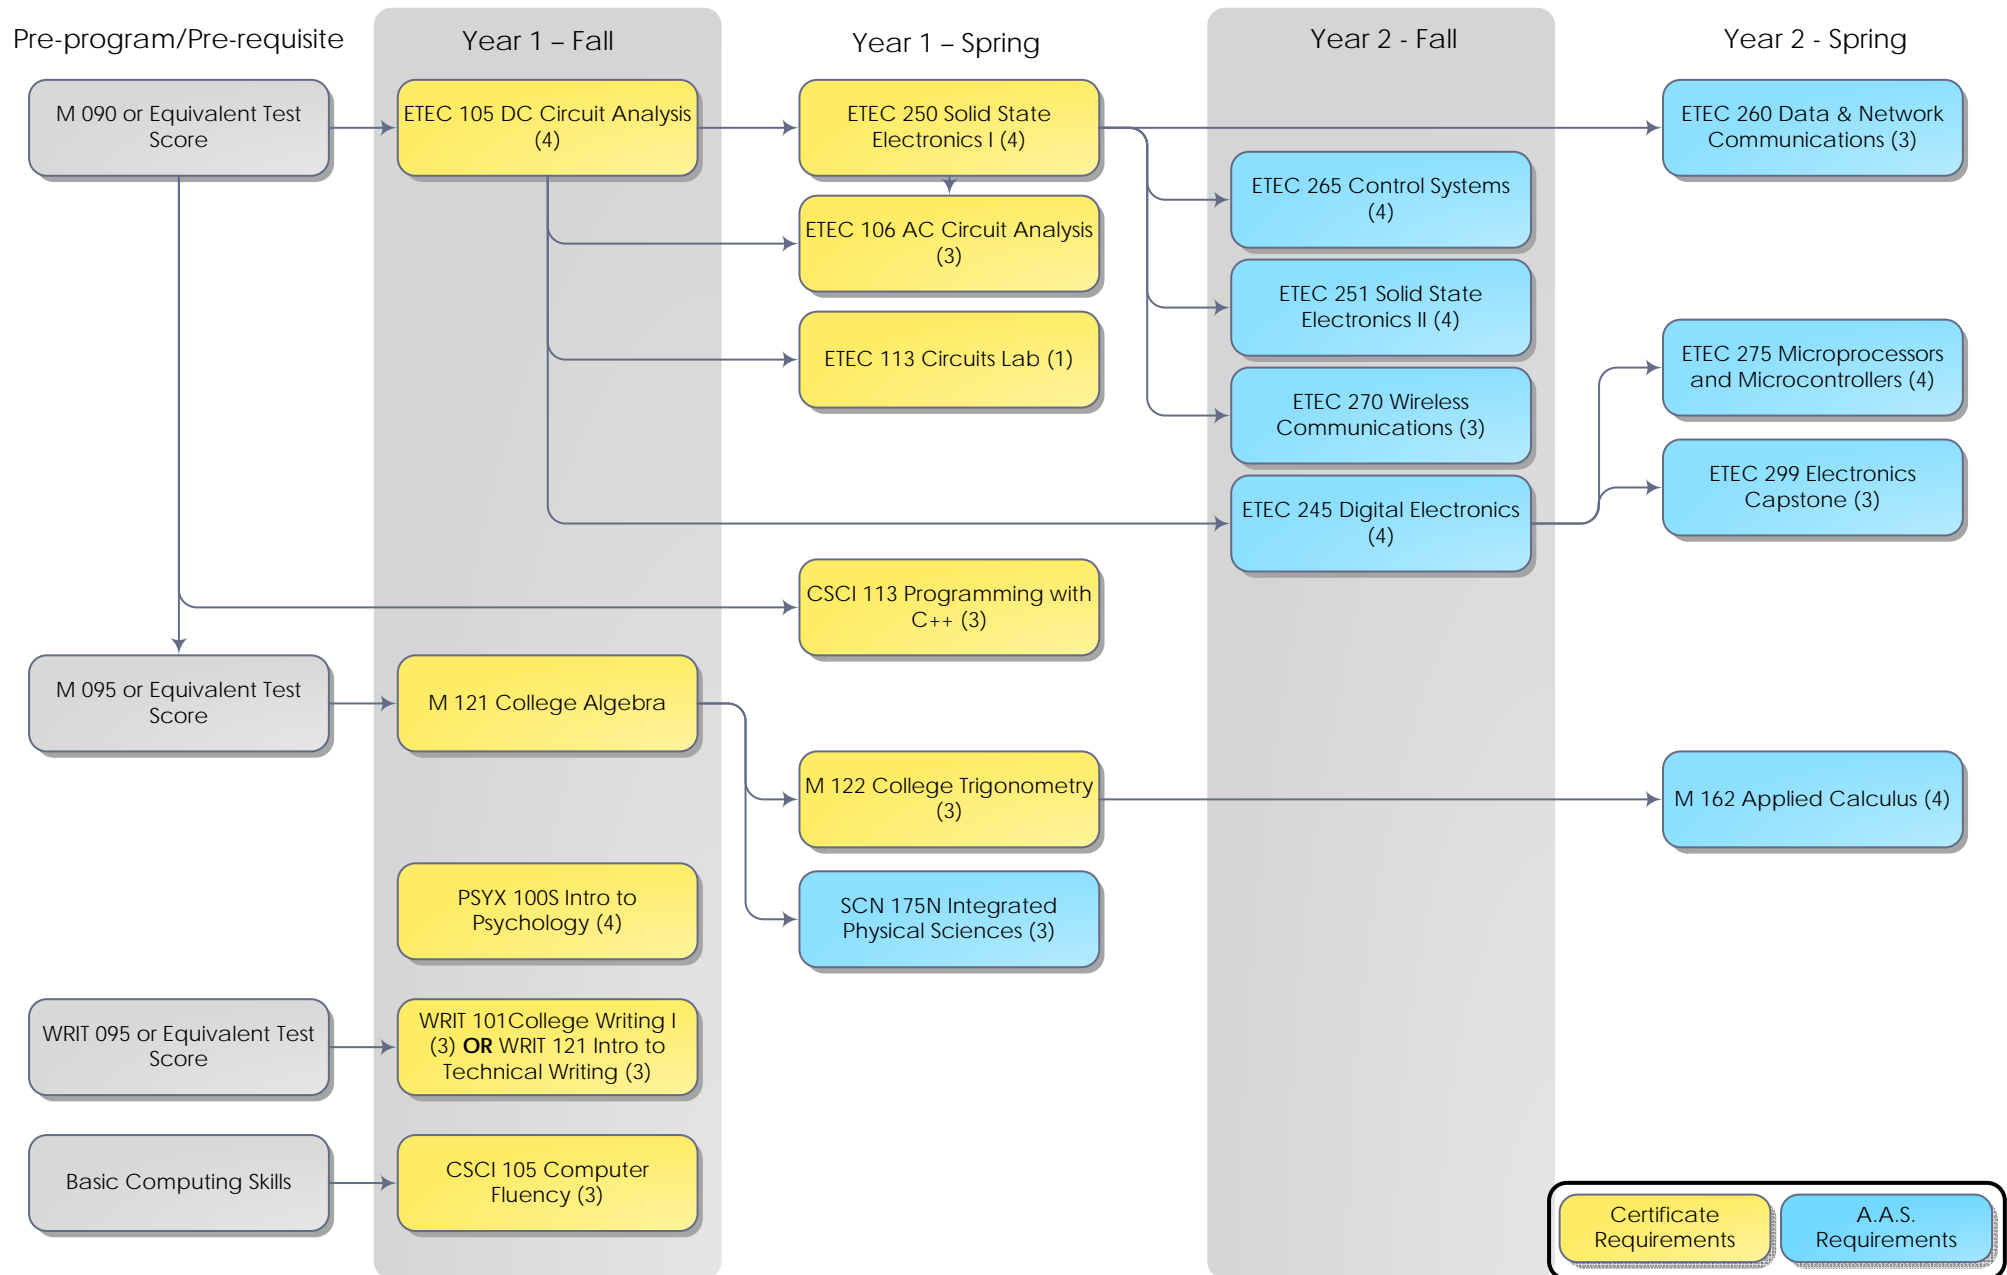 Pre-program/Pre-requisite
Year 1 – Fall
Year 1 – Spring
Year 2 - Fall
Year 2 - Spring
M 090 or Equivalent Test
Score
ETEC 105 DC Circuit Analysis
(4)
ETEC 250 Solid State
Electronics I (4)
ETEC 260 Data & Network
Communications (3)
ETEC 265 Control Systems
(4)
ETEC 106 AC Circuit Analysis
(3)
ETEC 251 Solid State
Electronics II (4)
ETEC 113 Circuits Lab (1)
ETEC 275 Microprocessors
and Microcontrollers (4)
ETEC 270 Wireless
Communications (3)
ETEC 299 Electronics
Capstone (3)
ETEC 245 Digital Electronics
(4)
CSCI 113 Programming with
C++ (3)
M 095 or Equivalent Test
Score
M 121 College Algebra
M 122 College Trigonometry
(3)
M 162 Applied Calculus (4)
PSYX 100S Intro to
Psychology (4)
SCN 175N Integrated
Physical Sciences (3)
WRIT 095 or Equivalent Test
Score
WRIT 101College Writing I
(3) OR WRIT 121 Intro to
Technical Writing (3)
Basic Computing Skills
CSCI 105 Computer
Fluency (3)
Certificate
Requirements
A.A.S.
Requirements